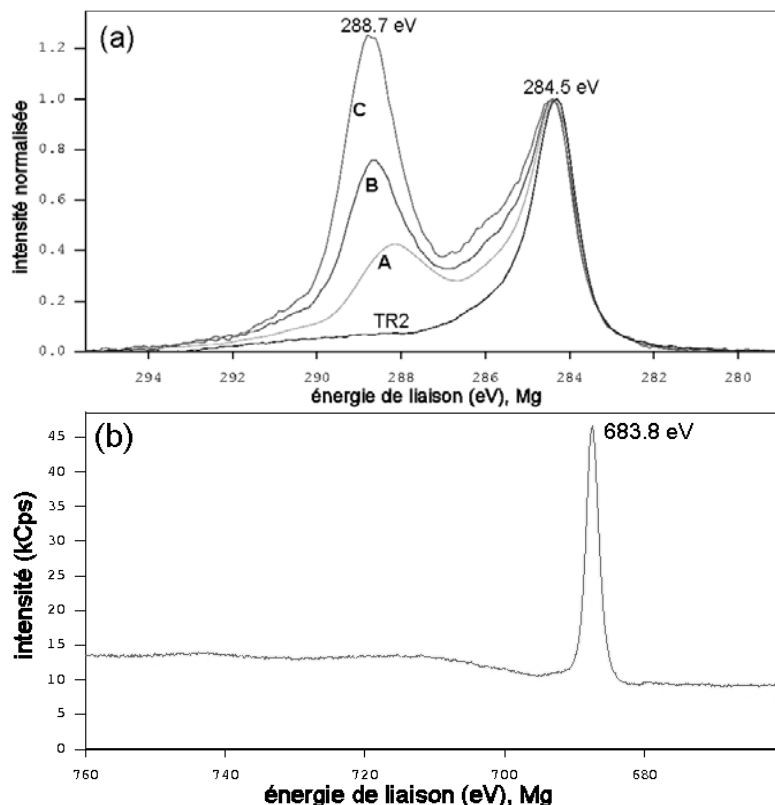 (a)
288.7 eV
284.5 eV
intensité normalisée
1.2
1.0
0.8
0.6
0.4
0.2
0.0
C
B
A
TR2
294 292 290 288 286 284 282 280
énergie de liaison (eV), Mg
(b)
683.8 eV
intensité (kCps)
45
40
35
30
25
20
15
10
5
0
760 740 720 700 680
énergie de liaison (eV), Mg